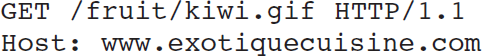 GET /fruit/kiwi.gif HTTP/1.1
Host: www.exotiquecuisine.com